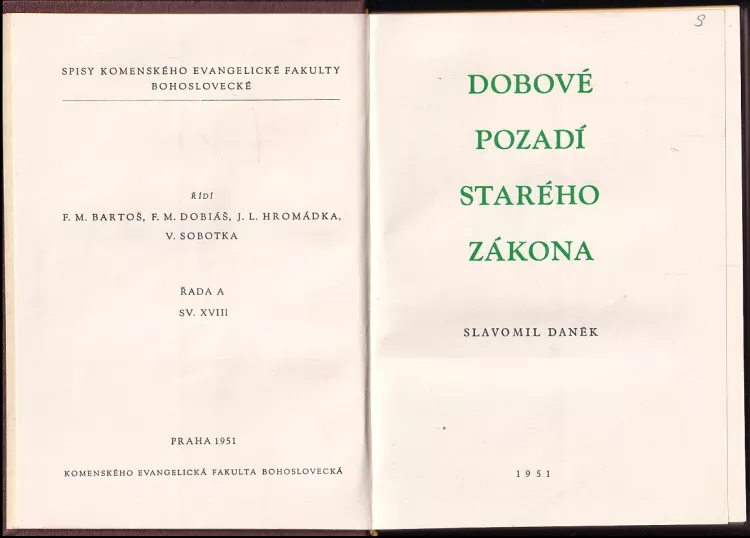 SPISY KOMENSKÉHO EVANGELICKÉ FAKULTY
BOHOSLOVECKÉ
ŘÍDÍ
F. M. BARTOŠ, F. M. DOBIÁŠ, J. L. HROMÁDKA,
V. SOBOTKA
ŘADA A
SV. XVIII
PRAHA 1951
KOMENSKÉHO EVANGELICKÁ FAKULTA BOHOSLOVECKÁ
DOBOVÉ
POZADÍ
STARÉHO
ZÁKONA
SLAVOMIL DANĚK
1951